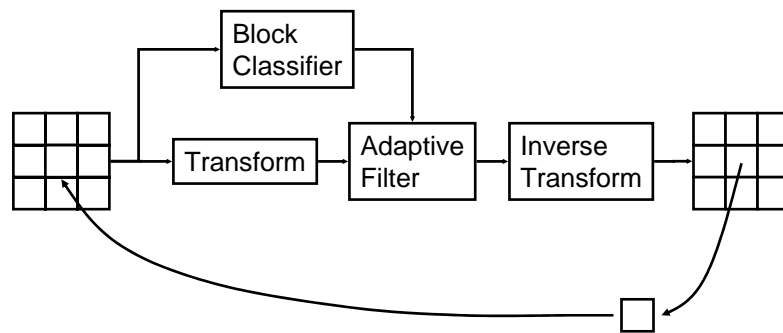 Block
Classifier
Transform
Adaptive
Filter
Inverse
Transform